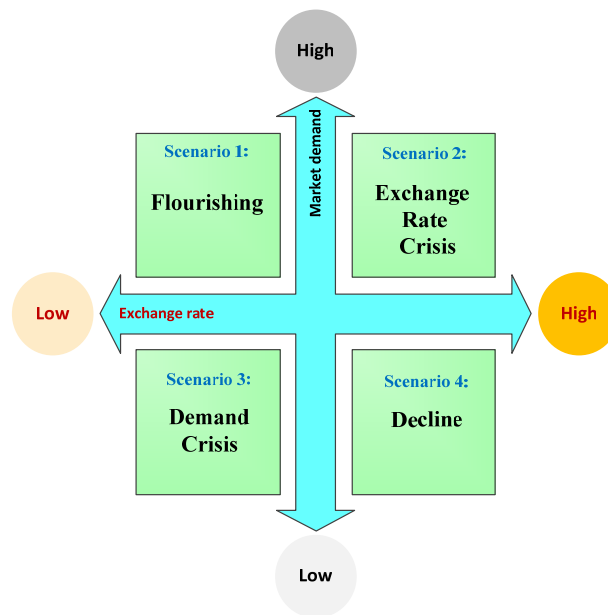 High
Market demand
Scenario 1:
Flourishing
Scenario 2:
Exchange
Rate
Crisis
Low
Exchange rate
High
Scenario 3:
Demand
Crisis
Scenario 4:
Decline
Low